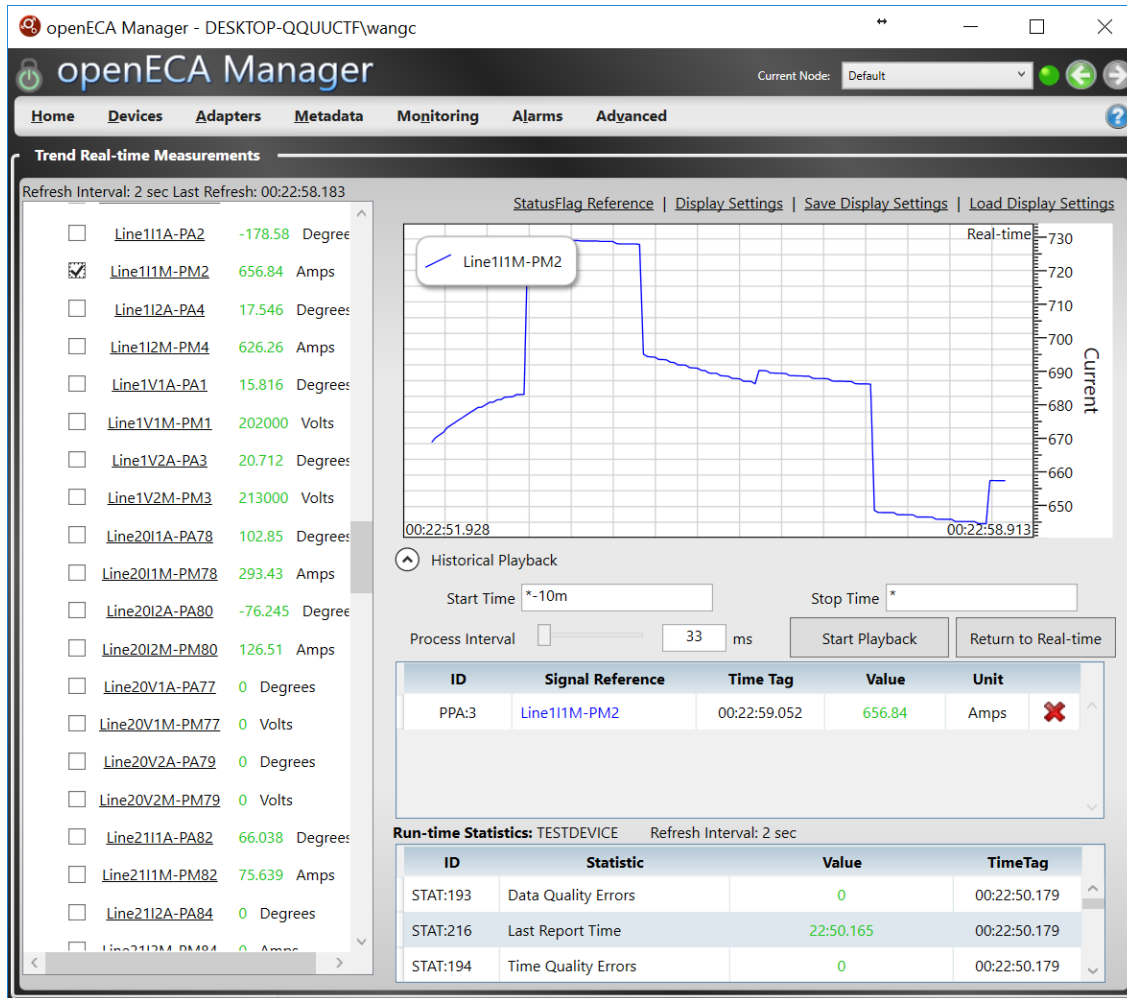 openECA Manager - DESKTOP-QQUUCTF\wangc
openECA Manager
Current Node: Default
Home Devices Adapters Metadata Monitoring Alarms Advanced
Trend Real-time Measurements
Refresh Interval: 2 sec Last Refresh: 00:22:58.183
Line1I1A-PA2 -178.58 Degree
Line1I1M-PM2 656.84 Amps
Line1I2A-PA4 17.546 Degrees
Line1I2M-PM4 626.26 Amps
Line1V1A-PA1 15.816 Degrees
Line1V1M-PM1 202000 Volts
Line1V2A-PA3 20.712 Degrees
Line1V2M-PM3 213000 Volts
Line20I1A-PA78 102.85 Degrees
Line20I1M-PM78 293.43 Amps
Line20I2A-PA80 -76.245 Degree
Line20I2M-PM80 126.51 Amps
Line20V1A-PA77 0 Degrees
Line20V1M-PM77 0 Volts
Line20V2A-PA79 0 Degrees
Line20V2M-PM79 0 Volts
Line21I1A-PA82 66.038 Degrees
Line21I1M-PM82 75.639 Amps
Line21I2A-PA84 0 Degrees
Line21I2M-PM84 0 Amps
StatusFlag Reference | Display Settings | Save Display Settings | Load Display Settings
Line1I1M-PM2
Real-time
730
720
710
700
690
680
670
660
650
Current
00:22:51.928 00:22:58.913
Historical Playback
Start Time *-10m Stop Time *
Process Interval 33 ms Start Playback Return to Real-time
ID Signal Reference Time Tag Value Unit
PPA:3 Line1I1M-PM2 00:22:59.052 656.84 Amps
Run-time Statistics: TESTDEVICE Refresh Interval: 2 sec
ID Statistic Value TimeTag
STAT:193 Data Quality Errors 0 00:22:50.179
STAT:216 Last Report Time 22:50.165 00:22:50.179
STAT:194 Time Quality Errors 0 00:22:50.179